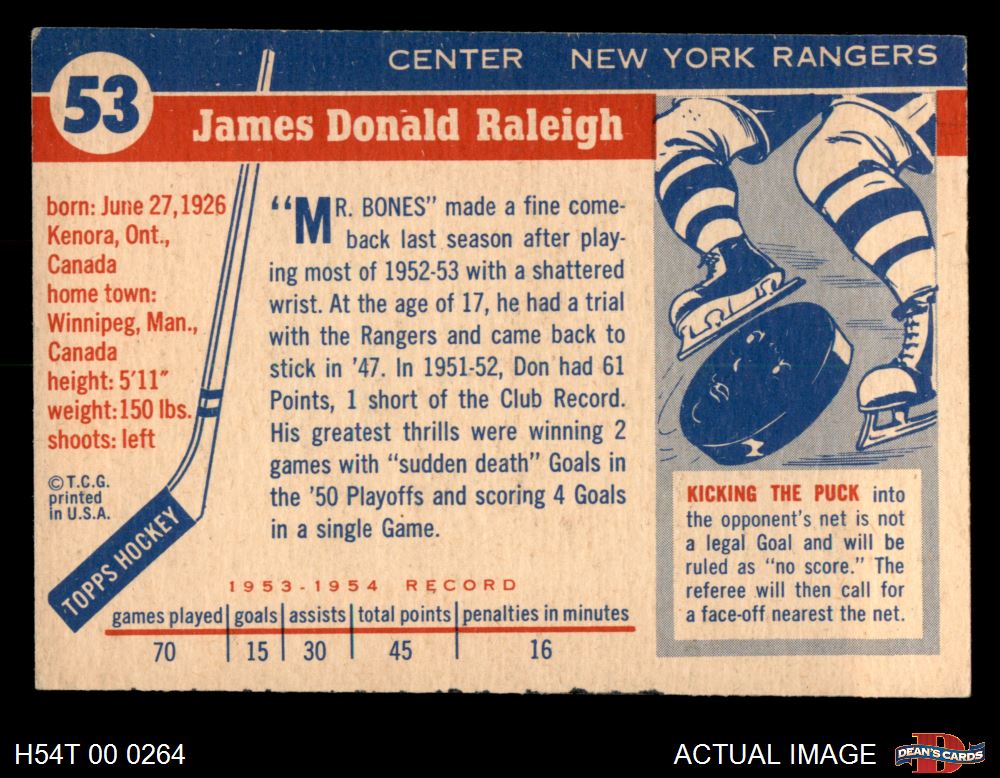 53
CENTER NEW YORK RANGERS
James Donald Raleigh
born: June 27, 1926
Kenora, Ont.,
Canada
home town:
Winnipeg, Man.,
Canada
height: 5'11"
weight: 150 lbs.
shoots: left
© T.C.G.
printed
in U.S.A.
TOPPS HOCKEY
"MR. BONES" made a fine come-
back last season after play-
ing most of 1952-53 with a shattered
wrist. At the age of 17, he had a trial
with the Rangers and came back to
stick in '47. In 1951-52, Don had 61
Points, 1 short of the Club Record.
His greatest thrills were winning 2
games with "sudden death" Goals in
the '50 Playoffs and scoring 4 Goals
in a single Game.
1953-1954 RECORD
games played goals assists total points penalties in minutes
70 15 30 45 16
KICKING THE PUCK into
the opponent's net is not
a legal Goal and will be
ruled as "no score." The
referee will then call for
a face-off nearest the net.
H54T 00 0264
ACTUAL IMAGE
DEAN'S CARDS